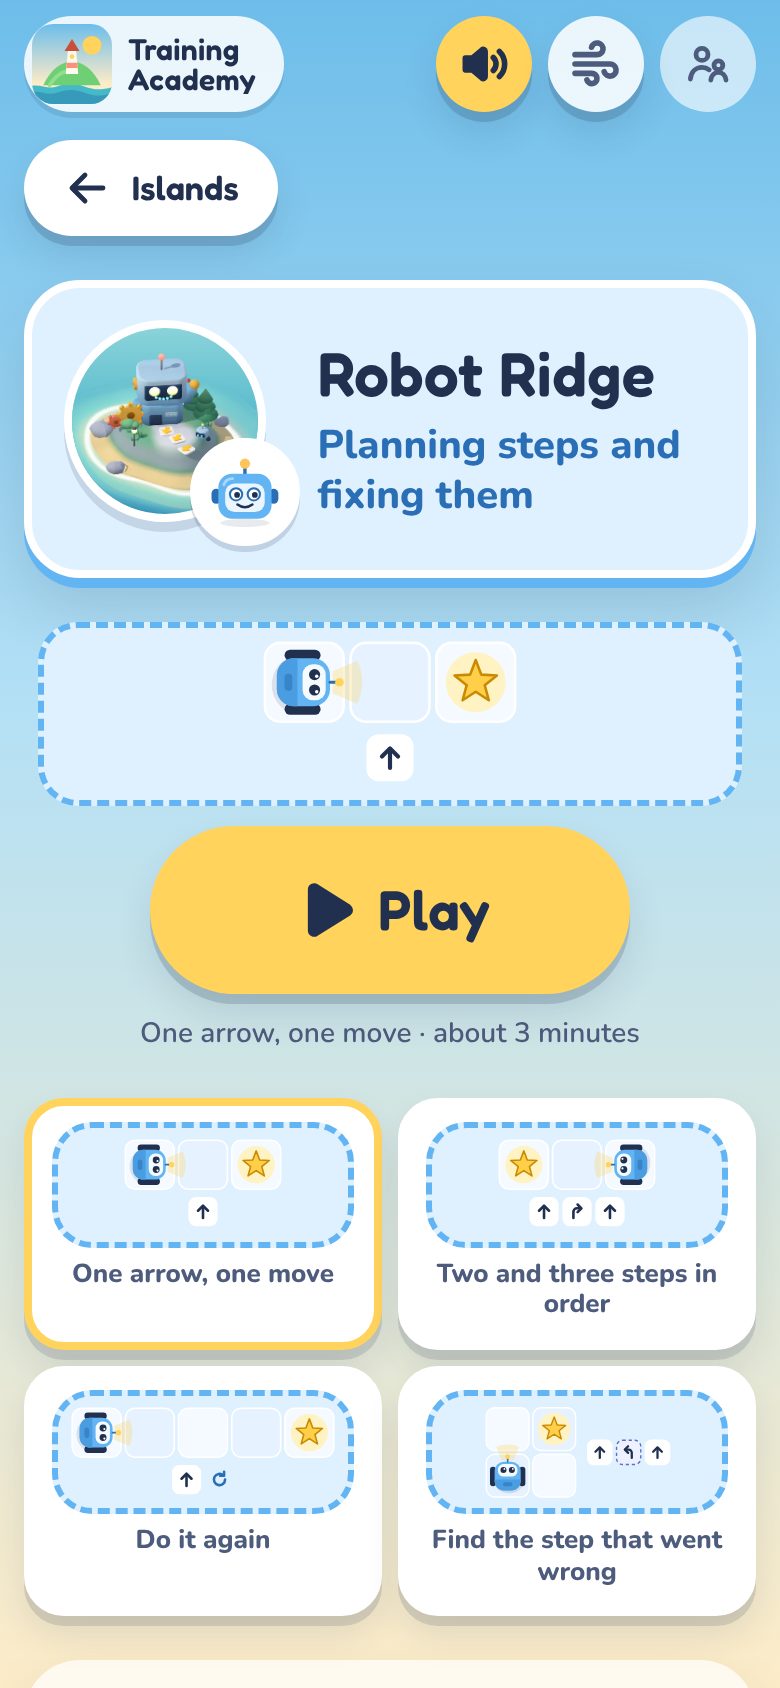 Training
Academy
Islands
Robot Ridge
Planning steps and
fixing them
Play
One arrow, one move · about 3 minutes
One arrow, one move
Two and three steps in
order
Do it again
Find the step that went
wrong